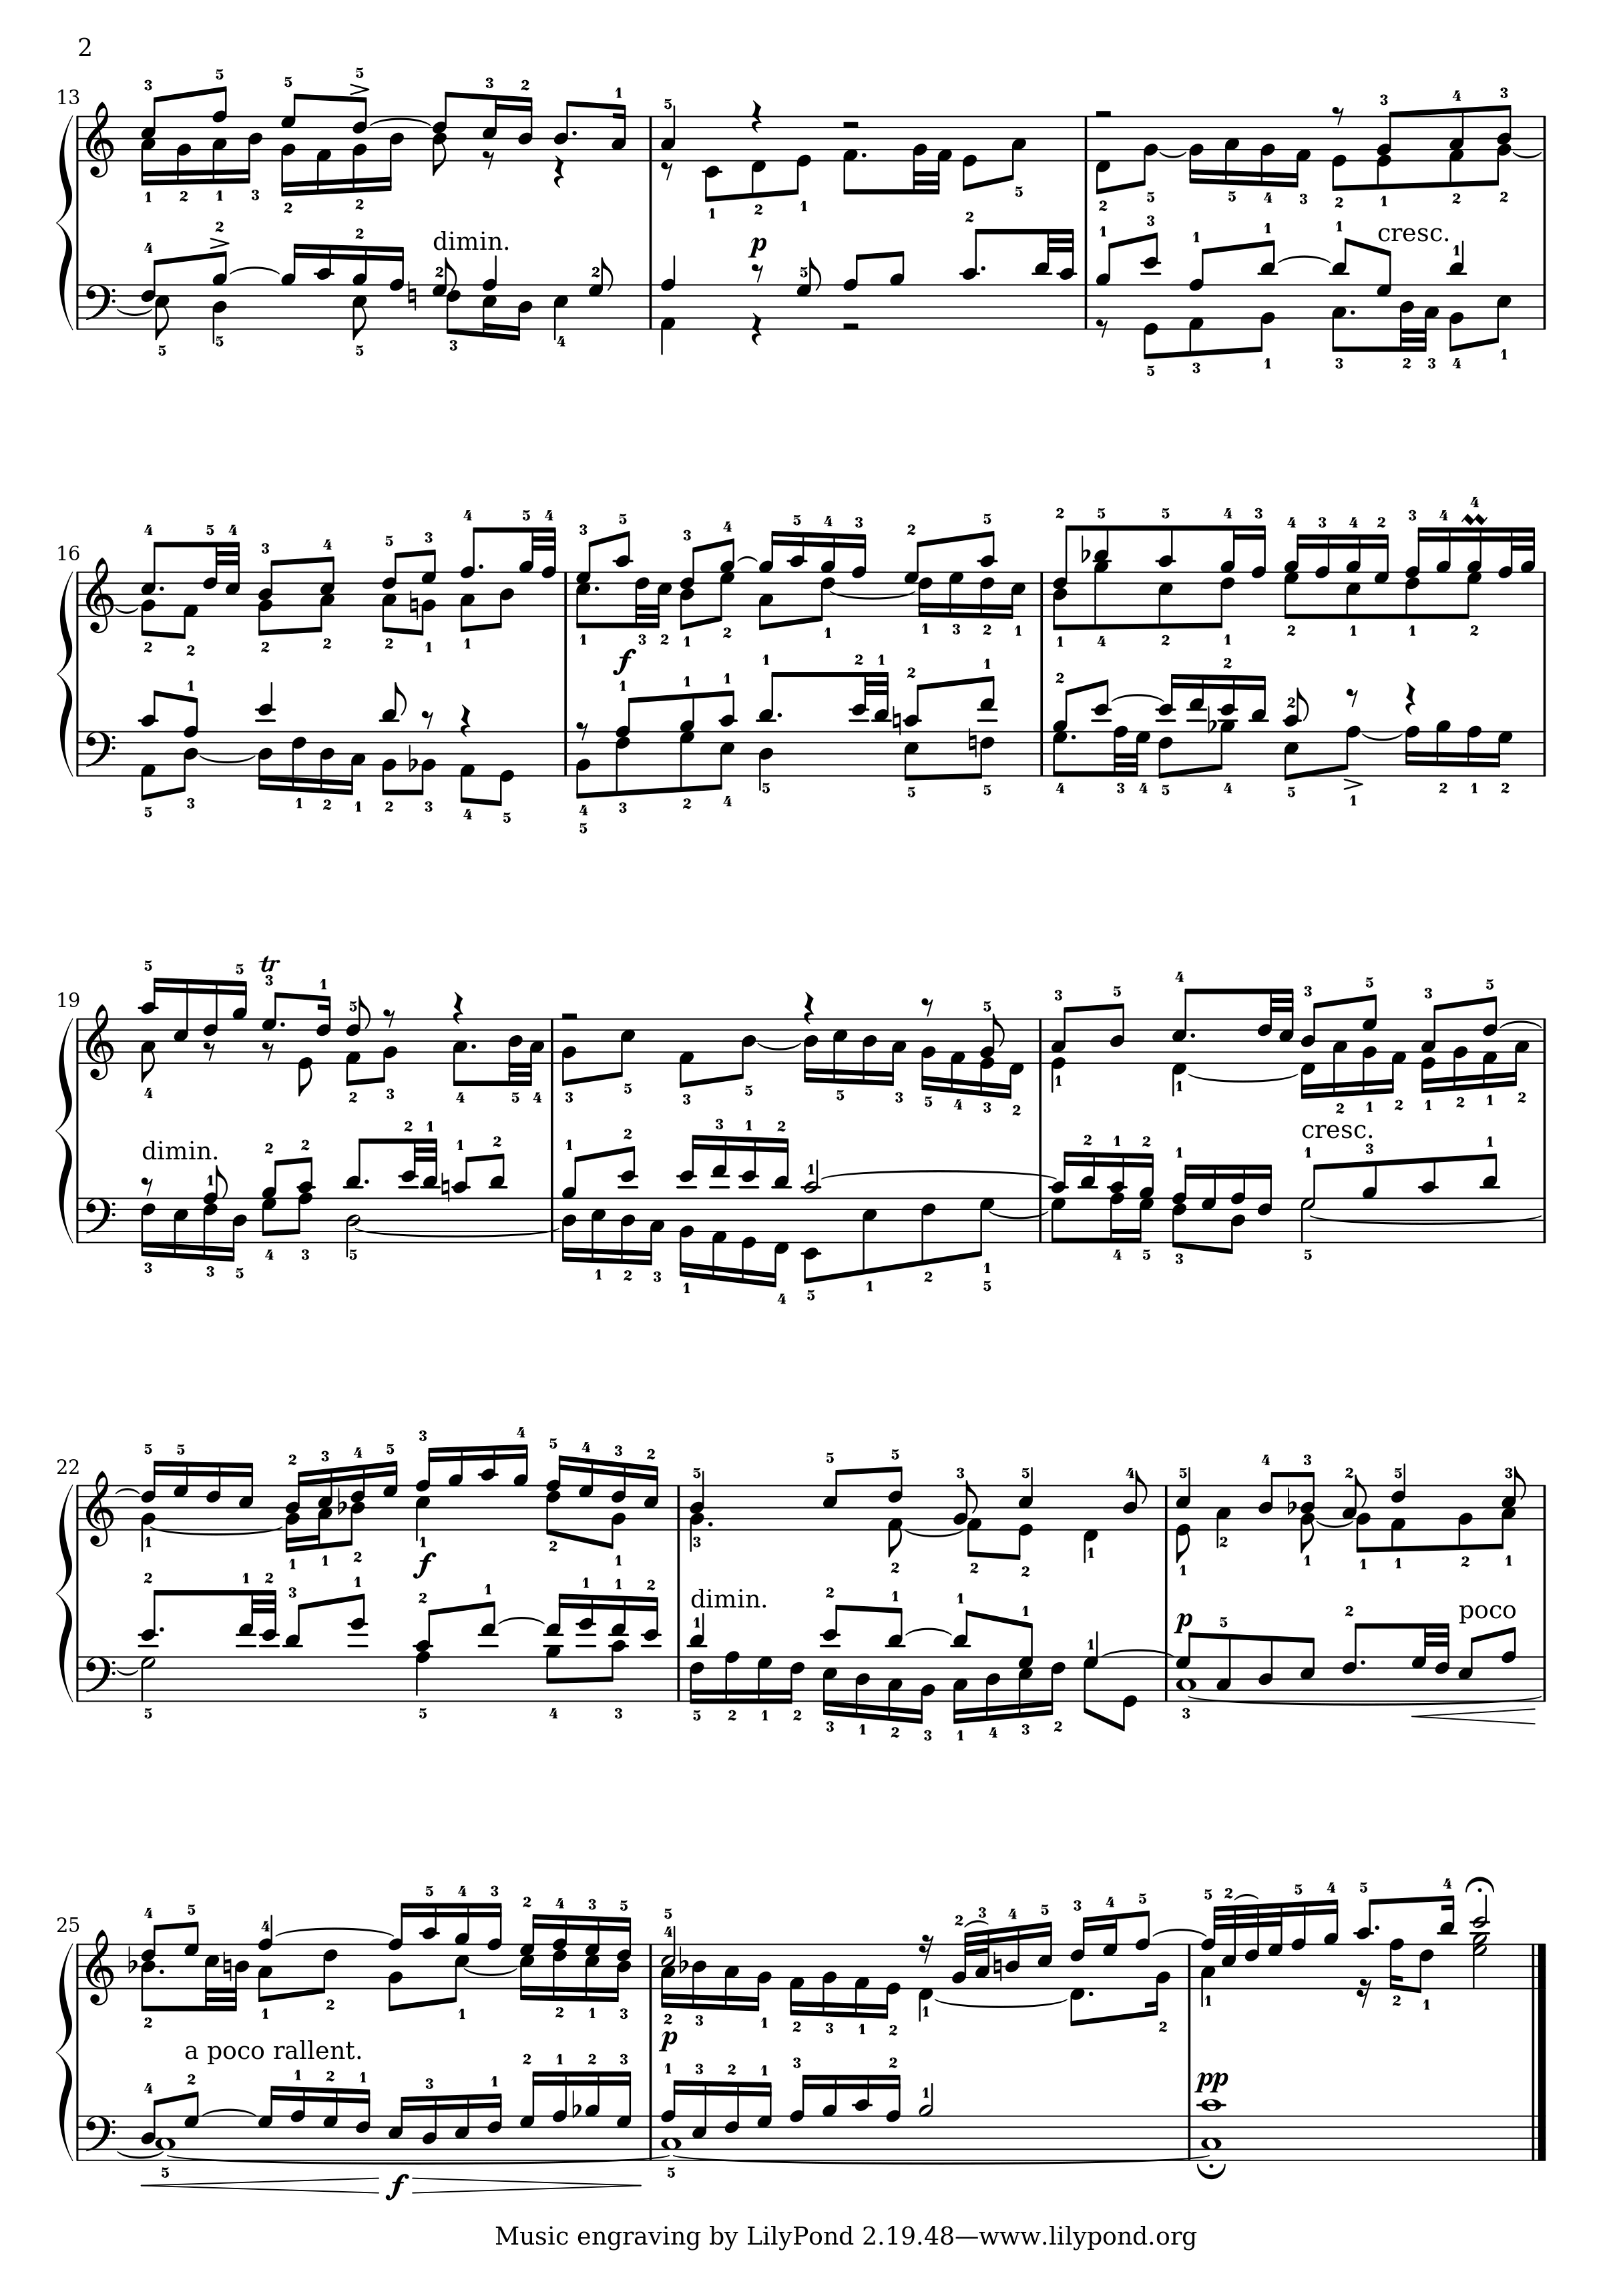 2
13
dimin.
p
cresc.
16
f
19
tr
dimin.
cresc.
22
f
dimin.
p
poco
25
a poco rallent.
f
p
pp
Music engraving by LilyPond 2.19.48—www.lilypond.org